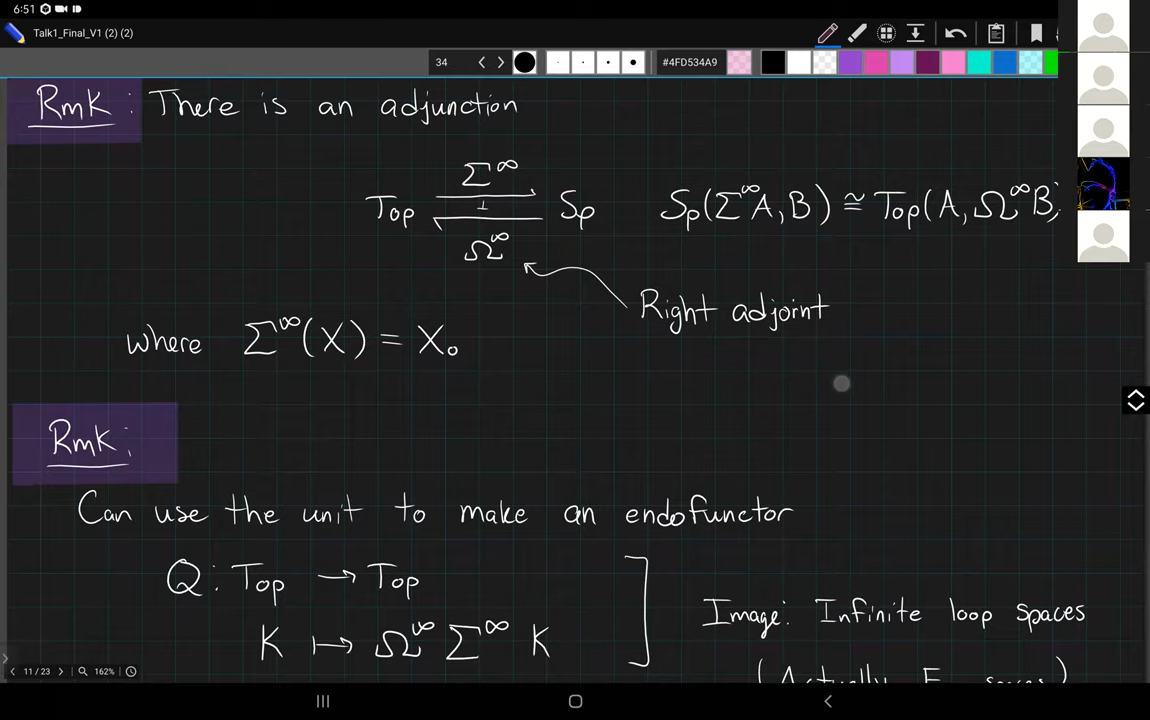 6:51
Talk1_Final_V1 (2) (2)
34
#4FD534A9
Rmk: There is an adjunction
Σ^∞
Top ⊥ Sp Sp(Σ^∞A, B) ≅ Top(A, Ω^∞B)
Ω^∞
Right adjoint
where Σ^∞(X) = X₀
Rmk:
Can use the unit to make an endofunctor
Q: Top → Top
K ↦ Ω^∞ Σ^∞ K
Image: Infinite loop spaces
(Actually E spaces)
11 / 23
162%